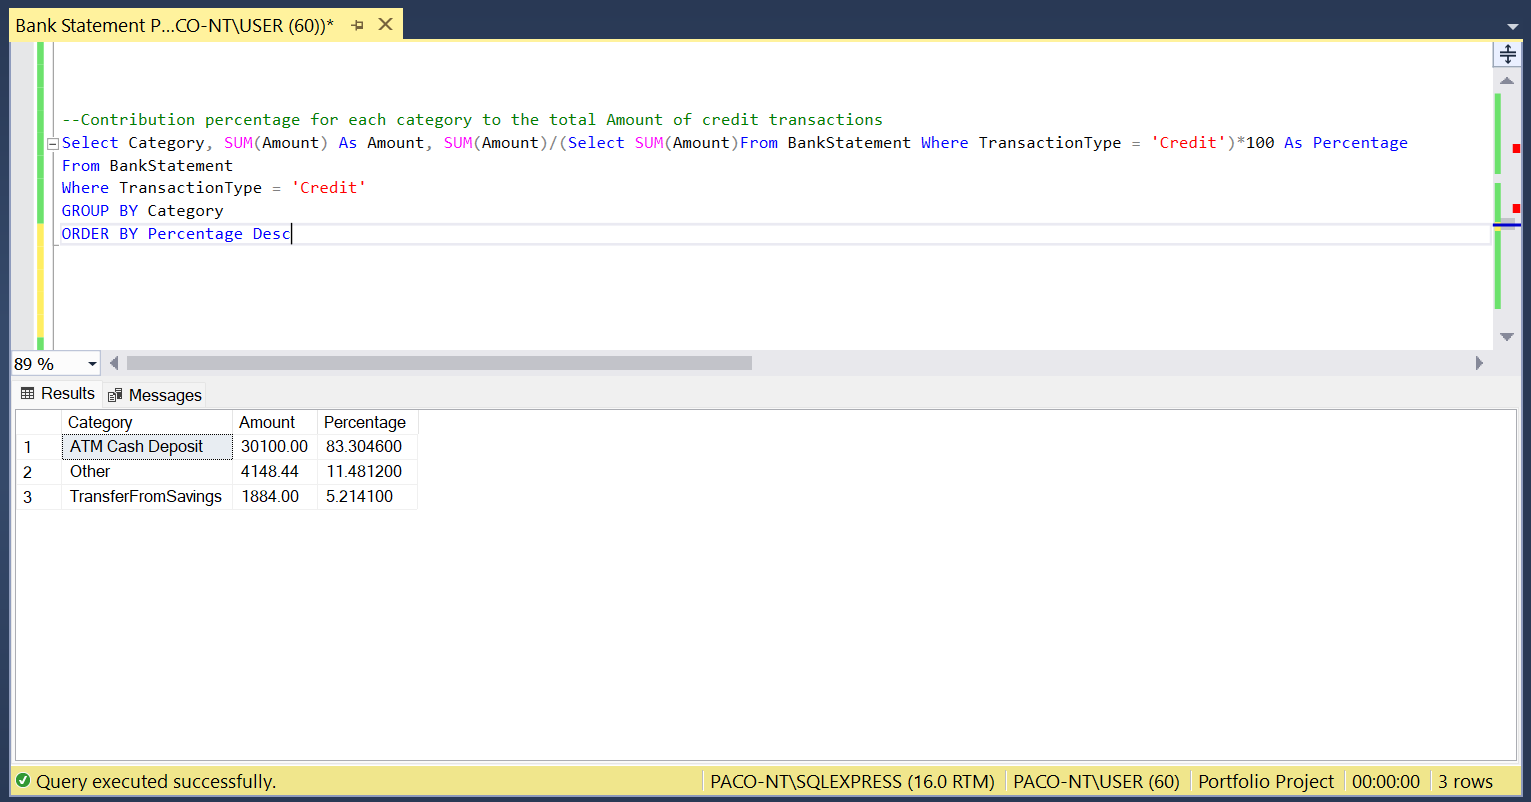 Bank Statement P...CO-NT\USER (60))*
--Contribution percentage for each category to the total Amount of credit transactions
Select Category, SUM(Amount) As Amount, SUM(Amount)/(Select SUM(Amount)From BankStatement Where TransactionType = 'Credit')*100 As Percentage
From BankStatement
Where TransactionType = 'Credit'
GROUP BY Category
ORDER BY Percentage Desc
89 %
Results Messages
Category Amount Percentage
1 ATM Cash Deposit 30100.00 83.304600
2 Other 4148.44 11.481200
3 TransferFromSavings 1884.00 5.214100
Query executed successfully. PACO-NT\SQLEXPRESS (16.0 RTM) PACO-NT\USER (60) Portfolio Project 00:00:00 3 rows